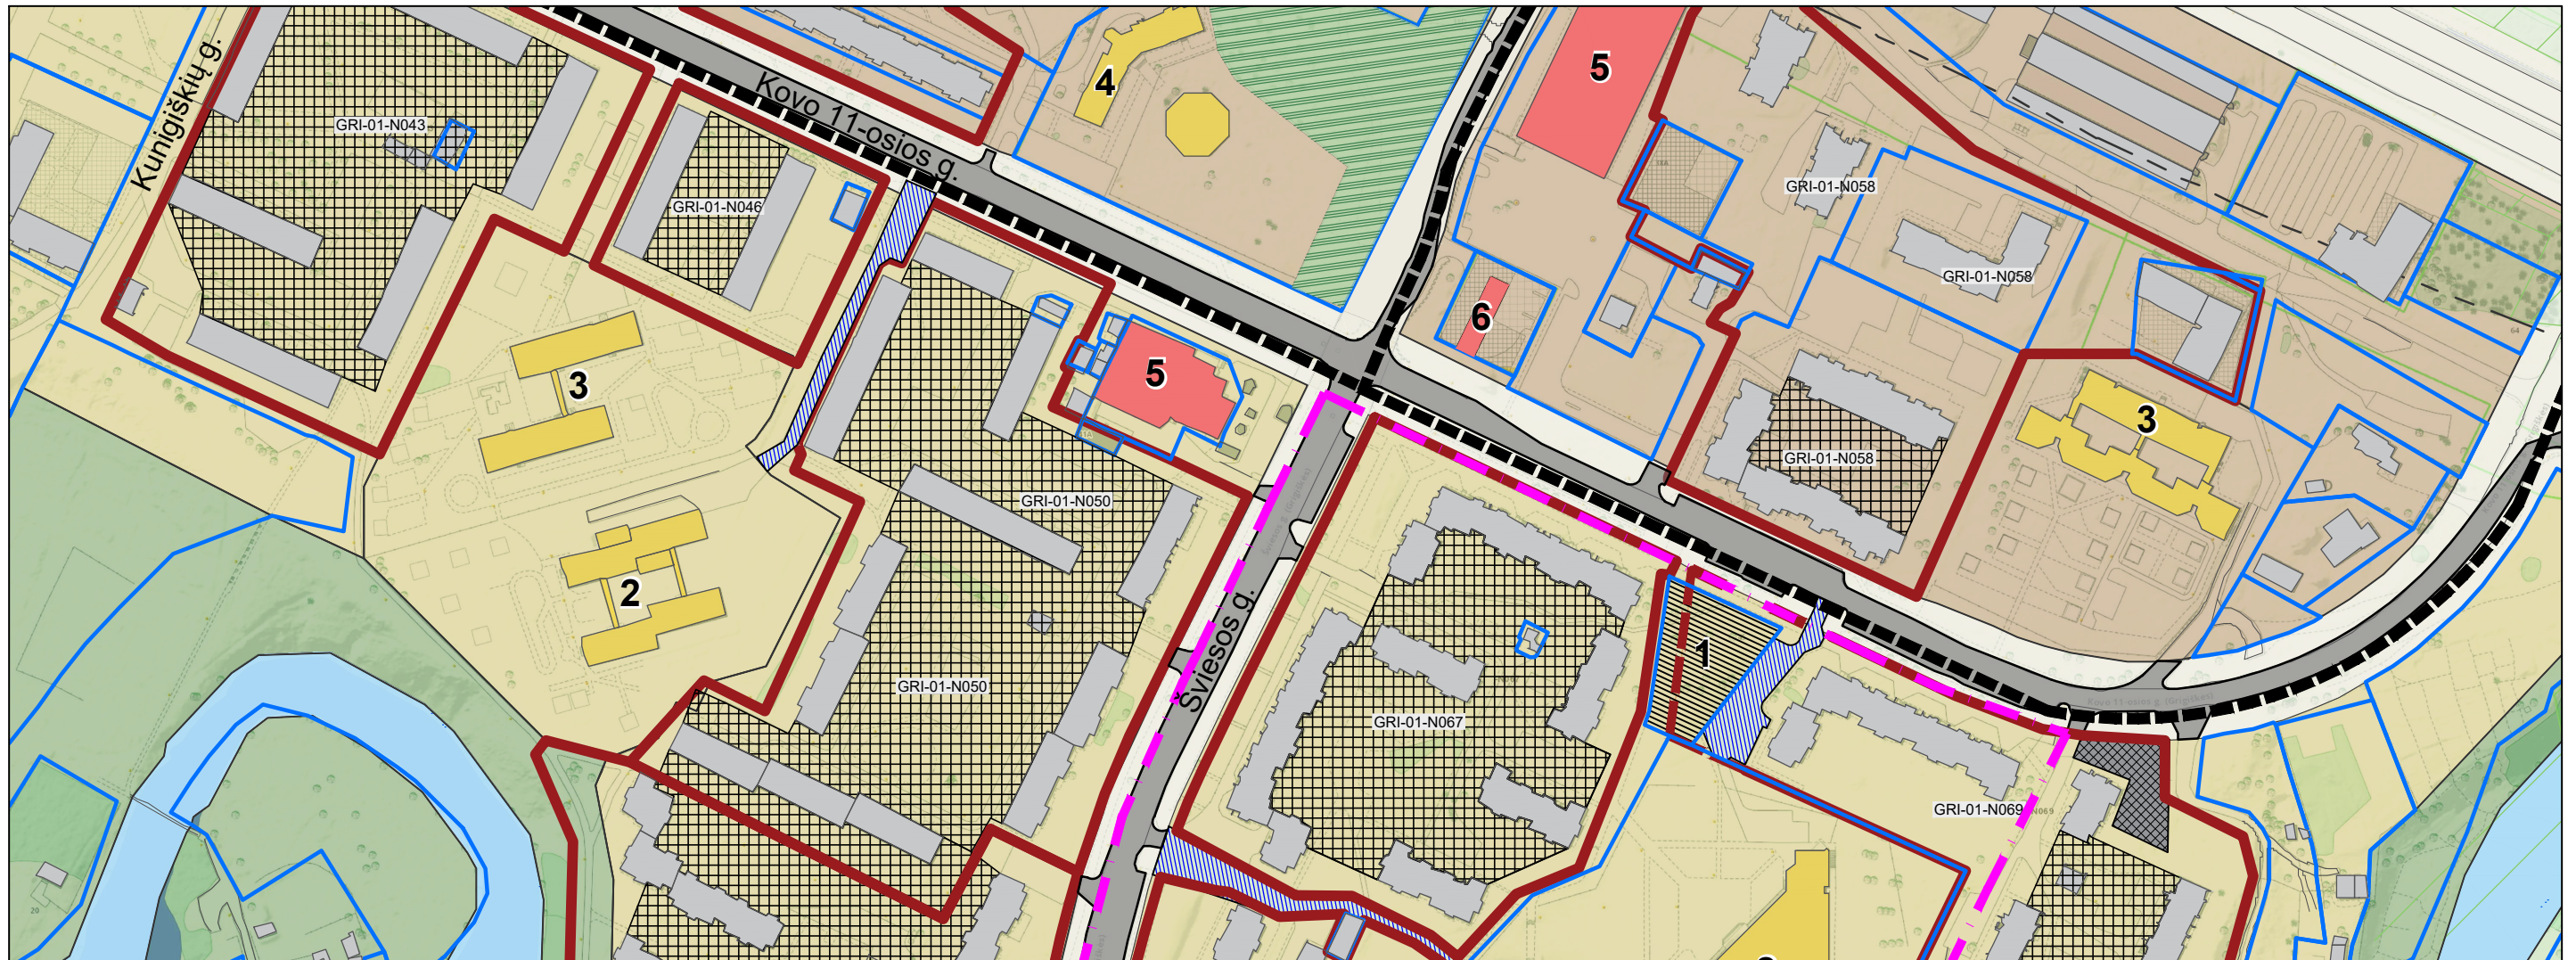 4
5
Kunigiškių g.
Kovo 11-osios g.
GRI-01-N043
GRI-01-N046
GRI-01-N058
GRI-01-N058
6
5
3
3
GRI-01-N058
GRI-01-N050
2
Šviesos g.
1
GRI-01-N050
GRI-01-N067
GRI-01-N069
64
20